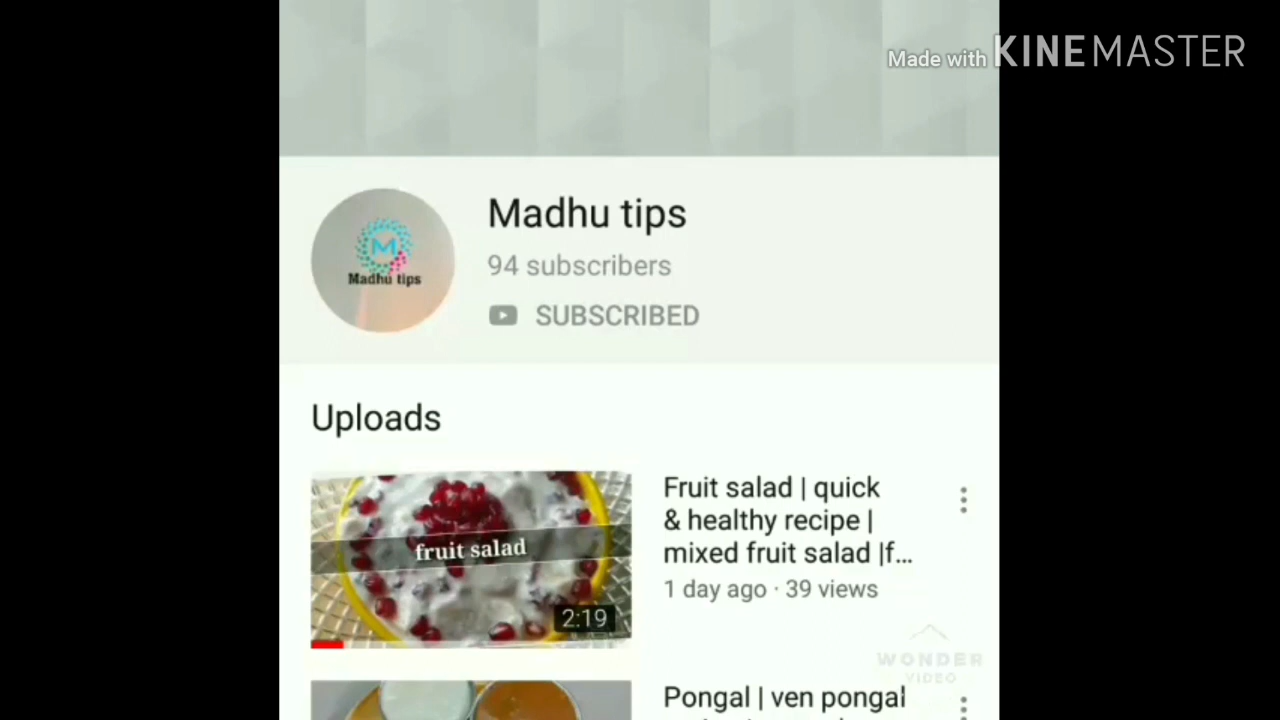 Made with KINEMASTER
Madhu tips
94 subscribers
M
Madhu tips
SUBSCRIBED
Uploads
Fruit salad | quick
& healthy recipe |
mixed fruit salad |f...
1 day ago · 39 views
fruit salad
2:19
WONDER
VIDEO
Pongal | ven pongal